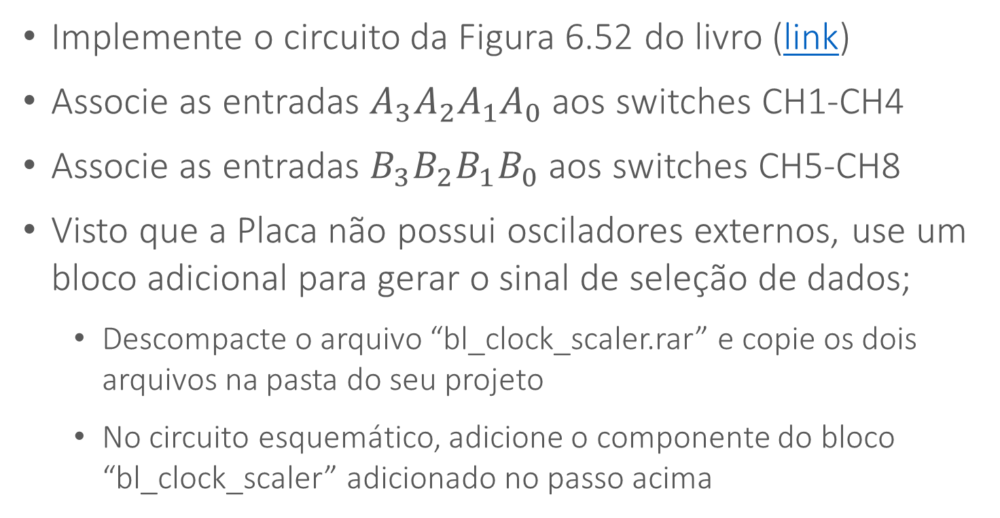 • Implemente o circuito da Figura 6.52 do livro (link)
• Associe as entradas A₃A₂A₁A₀ aos switches CH1-CH4
• Associe as entradas B₃B₂B₁B₀ aos switches CH5-CH8
• Visto que a Placa não possui osciladores externos, use um
bloco adicional para gerar o sinal de seleção de dados;
• Descompacte o arquivo “bl_clock_scaler.rar” e copie os dois
arquivos na pasta do seu projeto
• No circuito esquemático, adicione o componente do bloco
“bl_clock_scaler” adicionado no passo acima